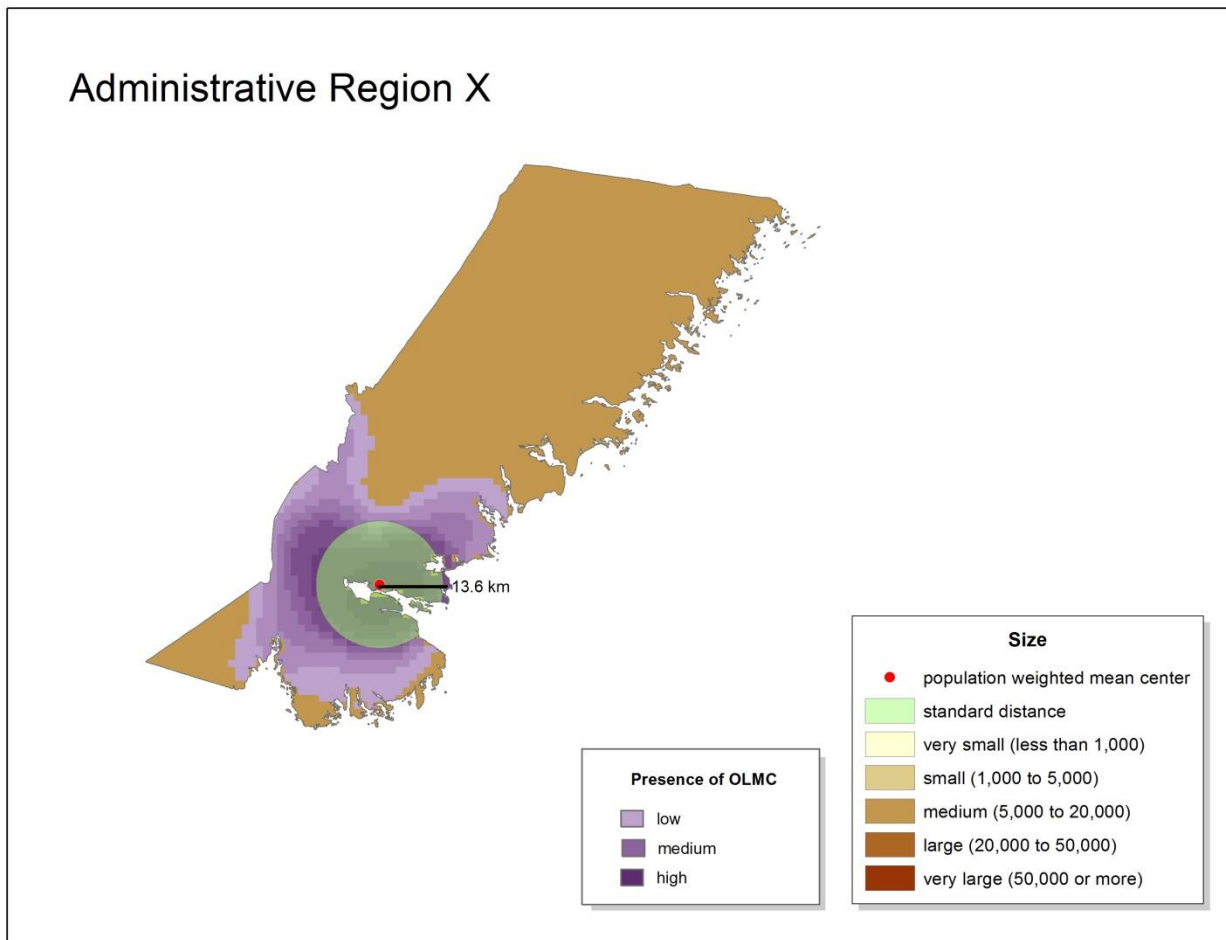 Administrative Region X
13.6 km
Presence of OLMC
low
medium
high
Size
population weighted mean center
standard distance
very small (less than 1,000)
small (1,000 to 5,000)
medium (5,000 to 20,000)
large (20,000 to 50,000)
very large (50,000 or more)